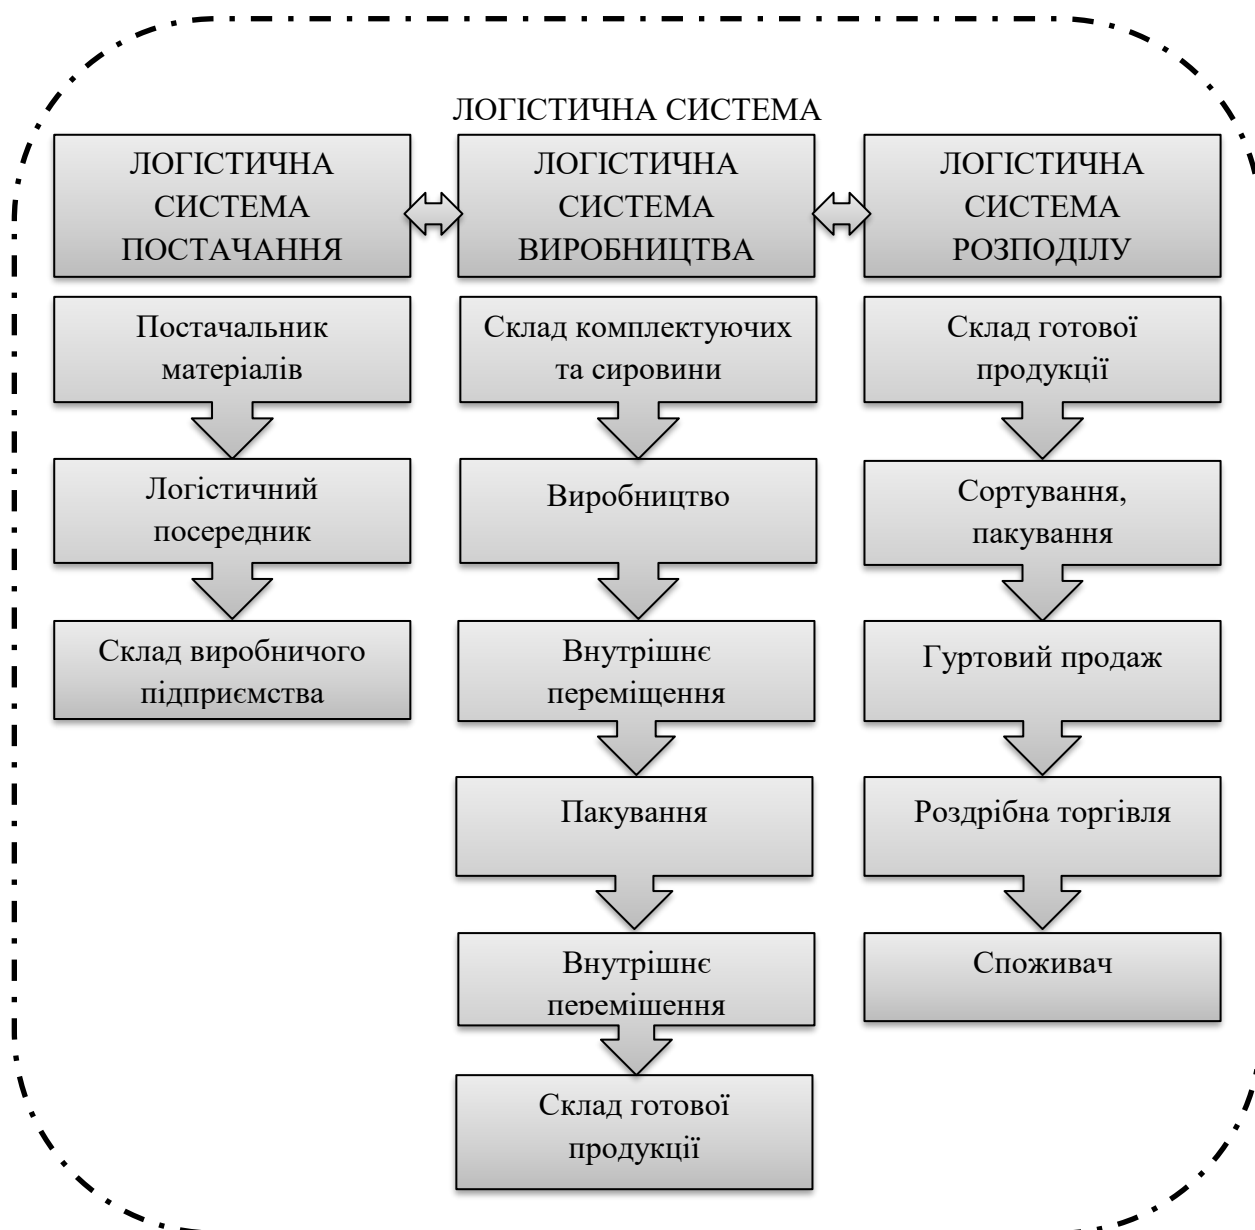 ЛОГІСТИЧНА СИСТЕМА
ЛОГІСТИЧНА
СИСТЕМА
ПОСТАЧАННЯ
ЛОГІСТИЧНА
СИСТЕМА
ВИРОБНИЦТВА
ЛОГІСТИЧНА
СИСТЕМА
РОЗПОДІЛУ
Постачальник
матеріалів
Логістичний
посередник
Склад виробничого
підприємства
Склад комплектуючих
та сировини
Виробництво
Внутрішнє
переміщення
Пакування
Внутрішнє
переміщення
Склад готової
продукції
Склад готової
продукції
Сортування,
пакування
Гуртовий продаж
Роздрібна торгівля
Споживач